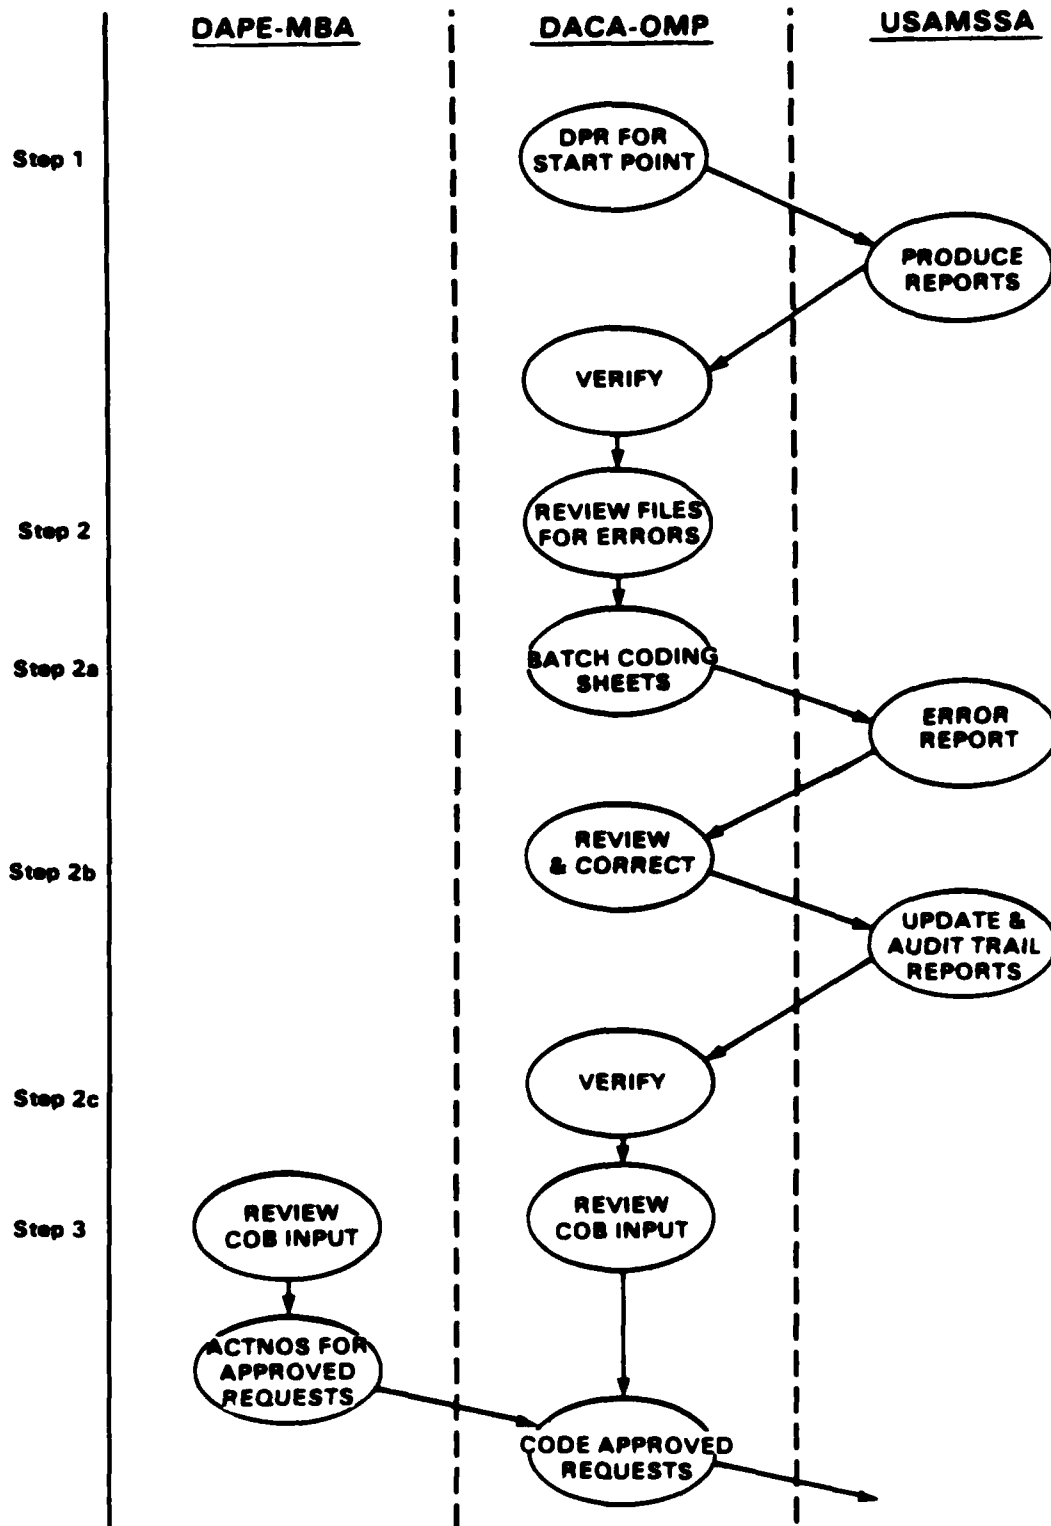 DAPE-MBA DACA-OMP USAMSSA
Step 1
DPR FOR
START POINT
PRODUCE
REPORTS
VERIFY
Step 2
REVIEW FILES
FOR ERRORS
Step 2a
BATCH CODING
SHEETS
ERROR
REPORT
Step 2b
REVIEW
& CORRECT
UPDATE &
AUDIT TRAIL
REPORTS
Step 2c
VERIFY
Step 3
REVIEW
COB INPUT
REVIEW
COB INPUT
ACTNOS FOR
APPROVED
REQUESTS
CODE APPROVED
REQUESTS